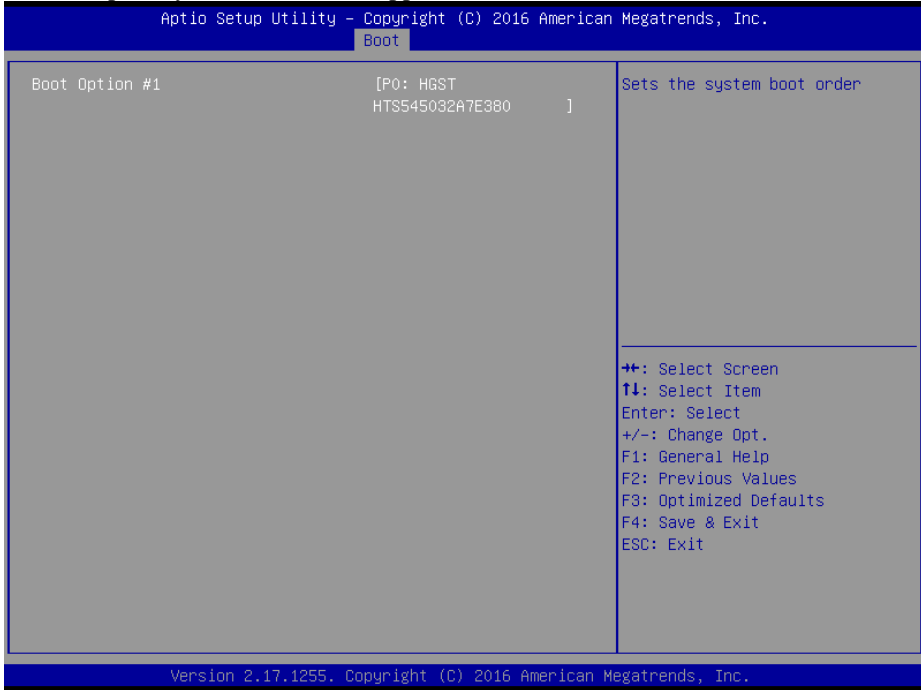 Aptio Setup Utility – Copyright (C) 2016 American Megatrends, Inc.
Boot
Boot Option #1 [P0: HGST
HTS545032A7E380 ]
Sets the system boot order
→←: Select Screen
↑↓: Select Item
Enter: Select
+/-: Change Opt.
F1: General Help
F2: Previous Values
F3: Optimized Defaults
F4: Save & Exit
ESC: Exit
Version 2.17.1255. Copyright (C) 2016 American Megatrends, Inc.